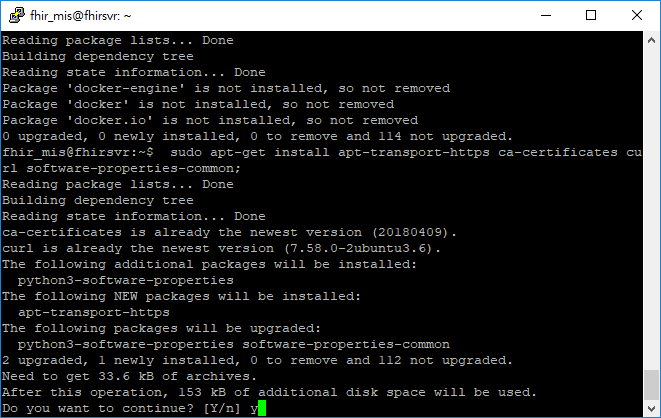 fhir_mis@fhirsvr: ~
Reading package lists... Done
Building dependency tree
Reading state information... Done
Package 'docker-engine' is not installed, so not removed
Package 'docker' is not installed, so not removed
Package 'docker.io' is not installed, so not removed
0 upgraded, 0 newly installed, 0 to remove and 114 not upgraded.
fhir_mis@fhirsvr:~$  sudo apt-get install apt-transport-https ca-certificates cu
rl software-properties-common;
Reading package lists... Done
Building dependency tree
Reading state information... Done
ca-certificates is already the newest version (20180409).
curl is already the newest version (7.58.0-2ubuntu3.6).
The following additional packages will be installed:
  python3-software-properties
The following NEW packages will be installed:
  apt-transport-https
The following packages will be upgraded:
  python3-software-properties software-properties-common
2 upgraded, 1 newly installed, 0 to remove and 112 not upgraded.
Need to get 33.6 kB of archives.
After this operation, 153 kB of additional disk space will be used.
Do you want to continue? [Y/n] y